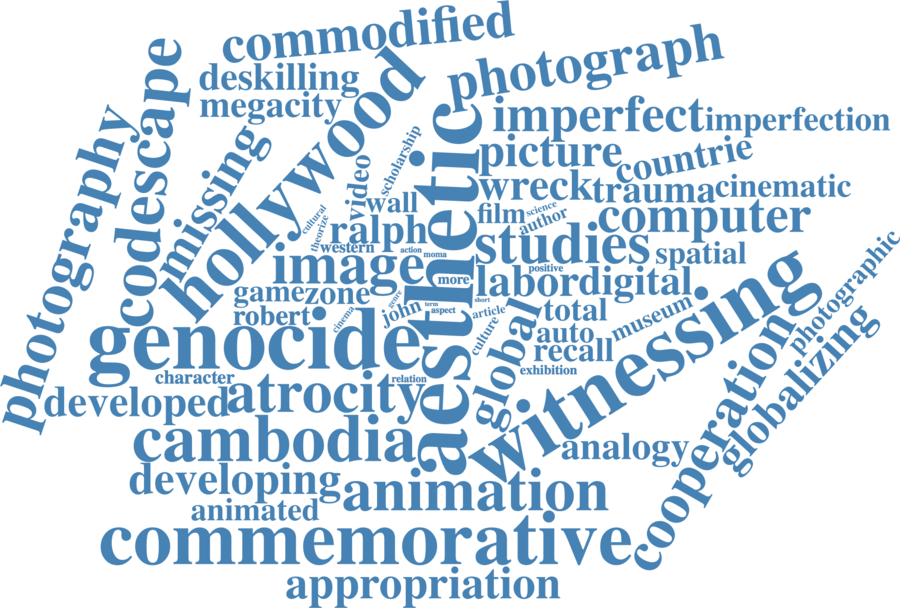 commodified
photograph
deskilling
megacity
hollywood
codescape
photography
missing
imperfect
imperfection
picture
countrie
wreck
trauma
cinematic
scholarship
video
wall
aesthetic
film
science
author
computer
cultural
theorize
ralph
western
action
moma
studies
spatial
image
more
positive
labor
digital
game
zone
genre
short
robert
cinema
john
term
aspect
article
culture
total
museum
photographic
genocide
global
auto
recall
witnessing
exhibition
character
relation
developed
atrocity
cooperation
globalizing
cambodia
analogy
developing
animation
animated
commemorative
appropriation